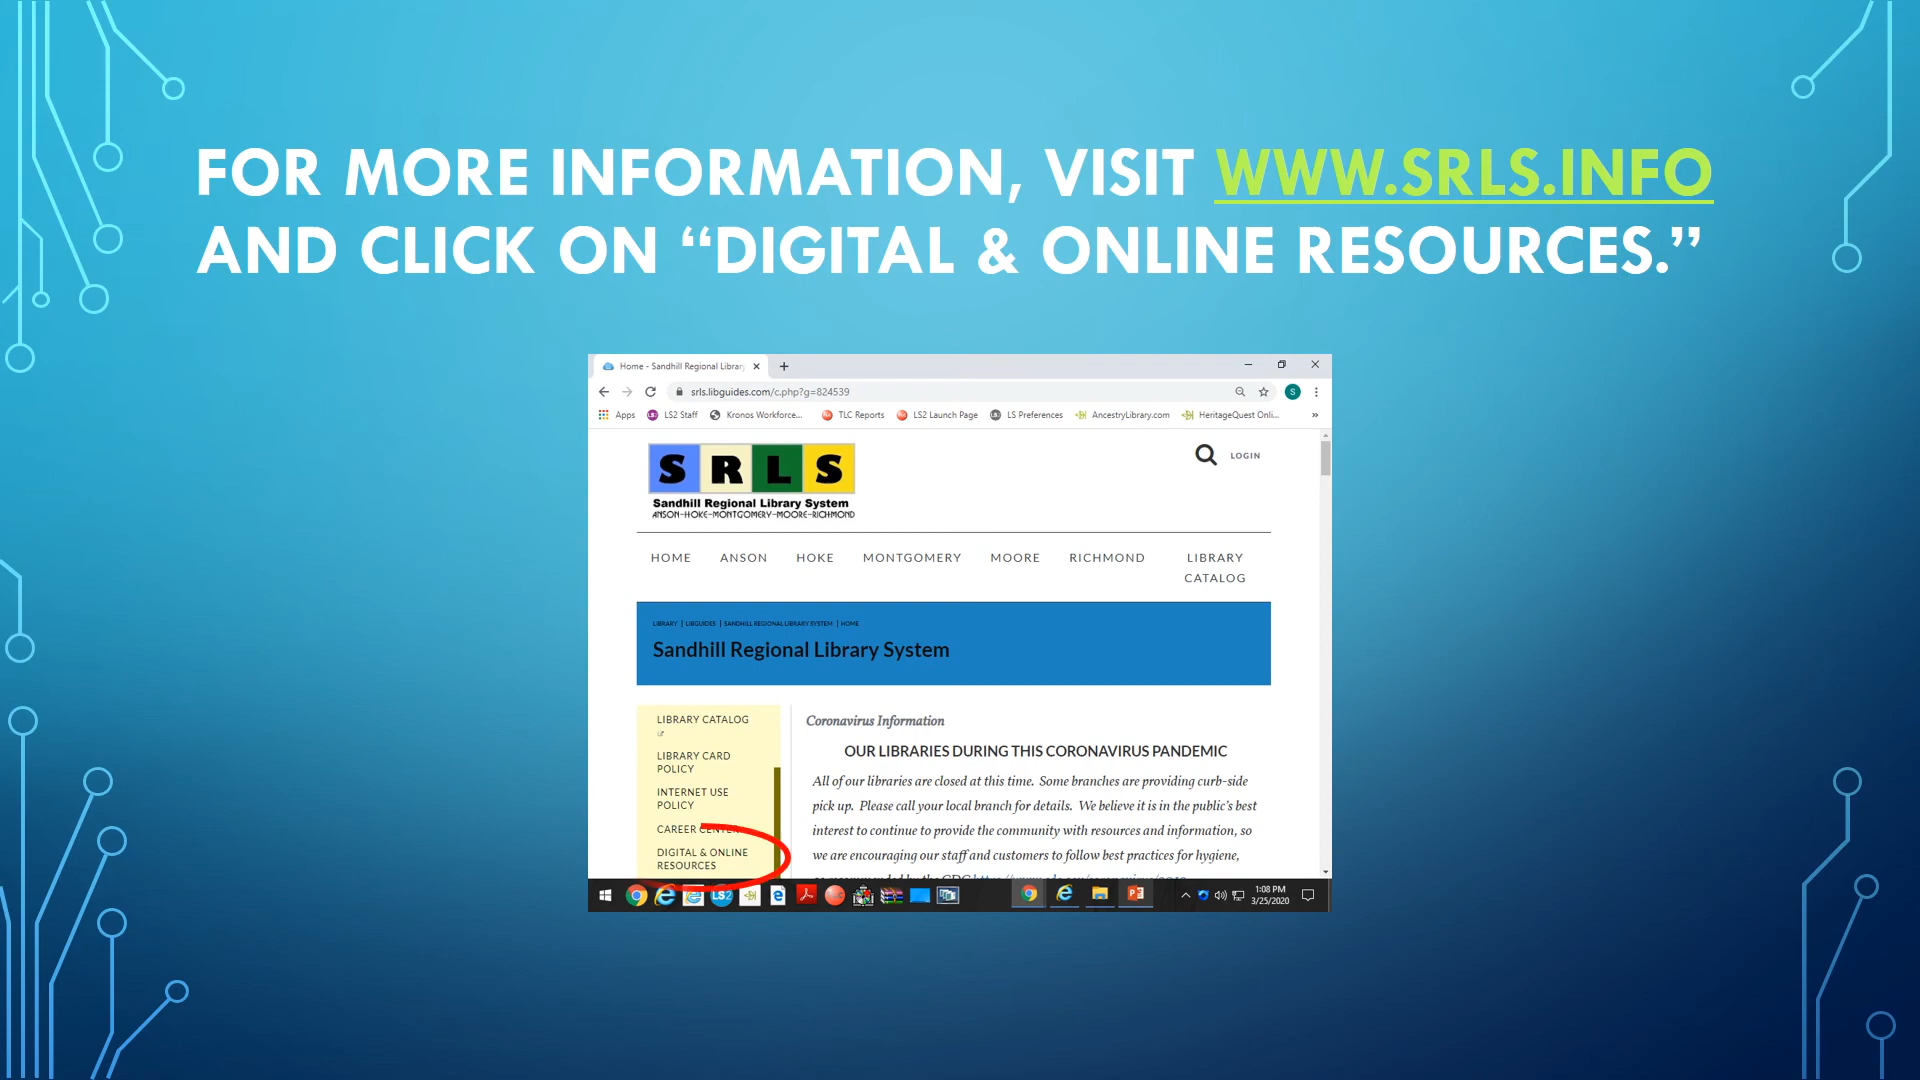 FOR MORE INFORMATION, VISIT WWW.SRLS.INFO
AND CLICK ON “DIGITAL & ONLINE RESOURCES.”
Home - Sandhill Regional Library
srls.libguides.com/c.php?g=824539
S
Apps LS2 Staff Kronos Workforce... TLC Reports LS2 Launch Page LS Preferences AncestryLibrary.com HeritageQuest Onli... »
S R L S
Sandhill Regional Library System
ANSON-HOKE-MONTGOMERY-MOORE-RICHMOND
LOGIN
HOME ANSON HOKE MONTGOMERY MOORE RICHMOND LIBRARY
CATALOG
LIBRARY | LIBGUIDES | SANDHILL REGIONAL LIBRARY SYSTEM | HOME
Sandhill Regional Library System
LIBRARY CATALOG
LIBRARY CARD
POLICY
INTERNET USE
POLICY
CAREER CENTER
DIGITAL & ONLINE
RESOURCES
Coronavirus Information
OUR LIBRARIES DURING THIS CORONAVIRUS PANDEMIC
All of our libraries are closed at this time. Some branches are providing curb-side
pick up. Please call your local branch for details. We believe it is in the public's best
interest to continue to provide the community with resources and information, so
we are encouraging our staff and customers to follow best practices for hygiene,
as recommended by the CDC
LS2
1:08 PM
3/25/2020